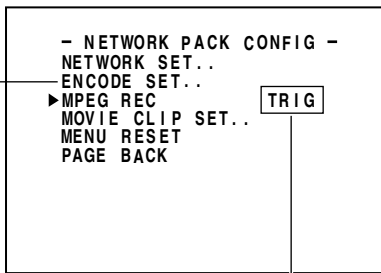 – NETWORK PACK CONFIG –
NETWORK SET..
ENCODE SET..
▶MPEG REC TRIG
MOVIE CLIP SET..
MENU RESET
PAGE BACK